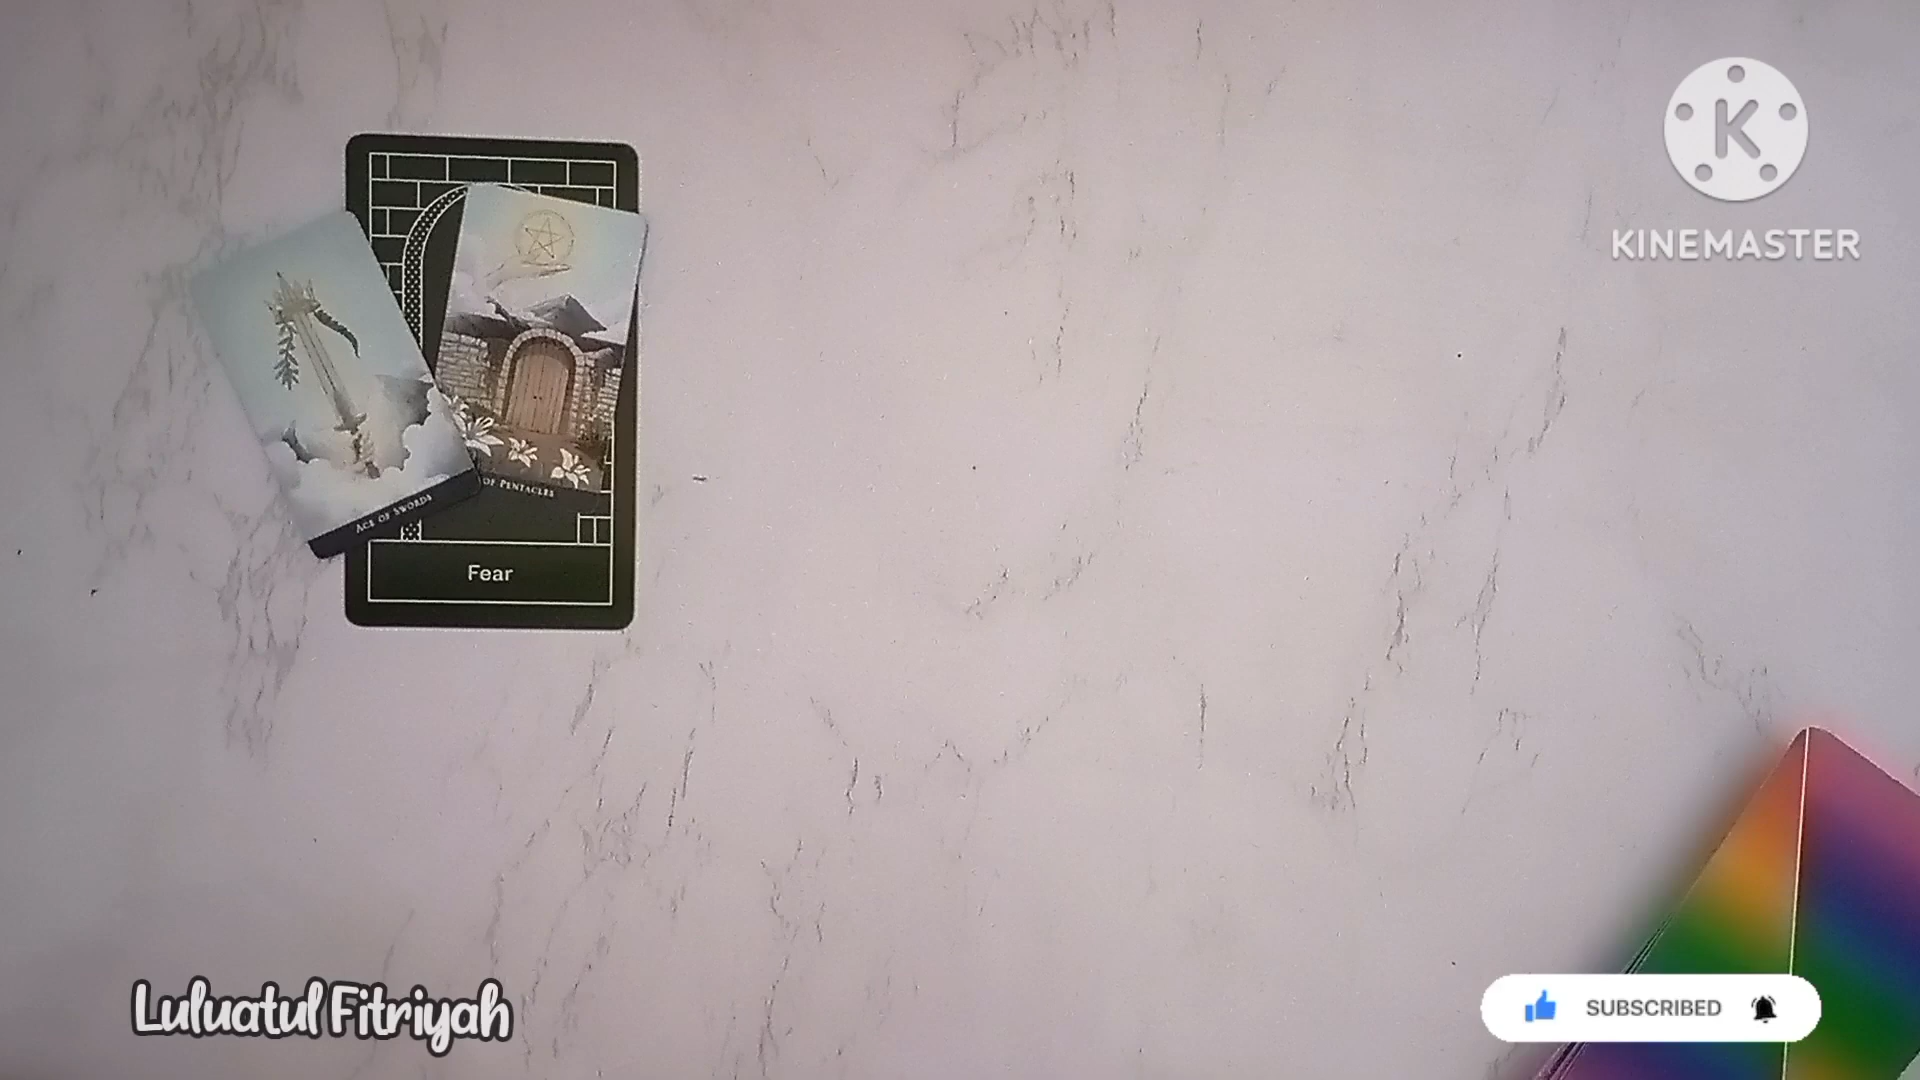 K
KINEMASTER
OF PENTACLES
ACE OF SWORDS
Fear
Luluatul Fitriyah
SUBSCRIBED